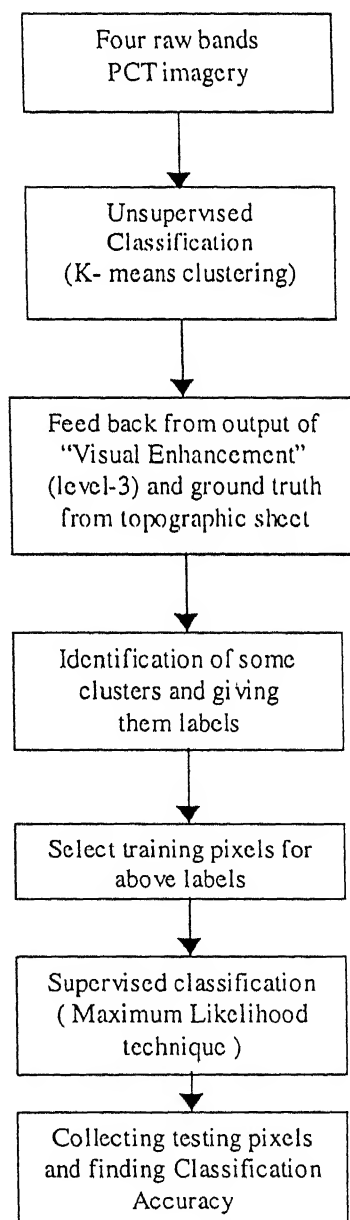 Four raw bands
PCT imagery
Unsupervised
Classification
(K- means clustering)
Feed back from output of
“Visual Enhancement”
(level-3) and ground truth
from topographic sheet
Identification of some
clusters and giving
them labels
Select training pixels for
above labels
Supervised classification
( Maximum Likelihood
technique )
Collecting testing pixels
and finding Classification
Accuracy